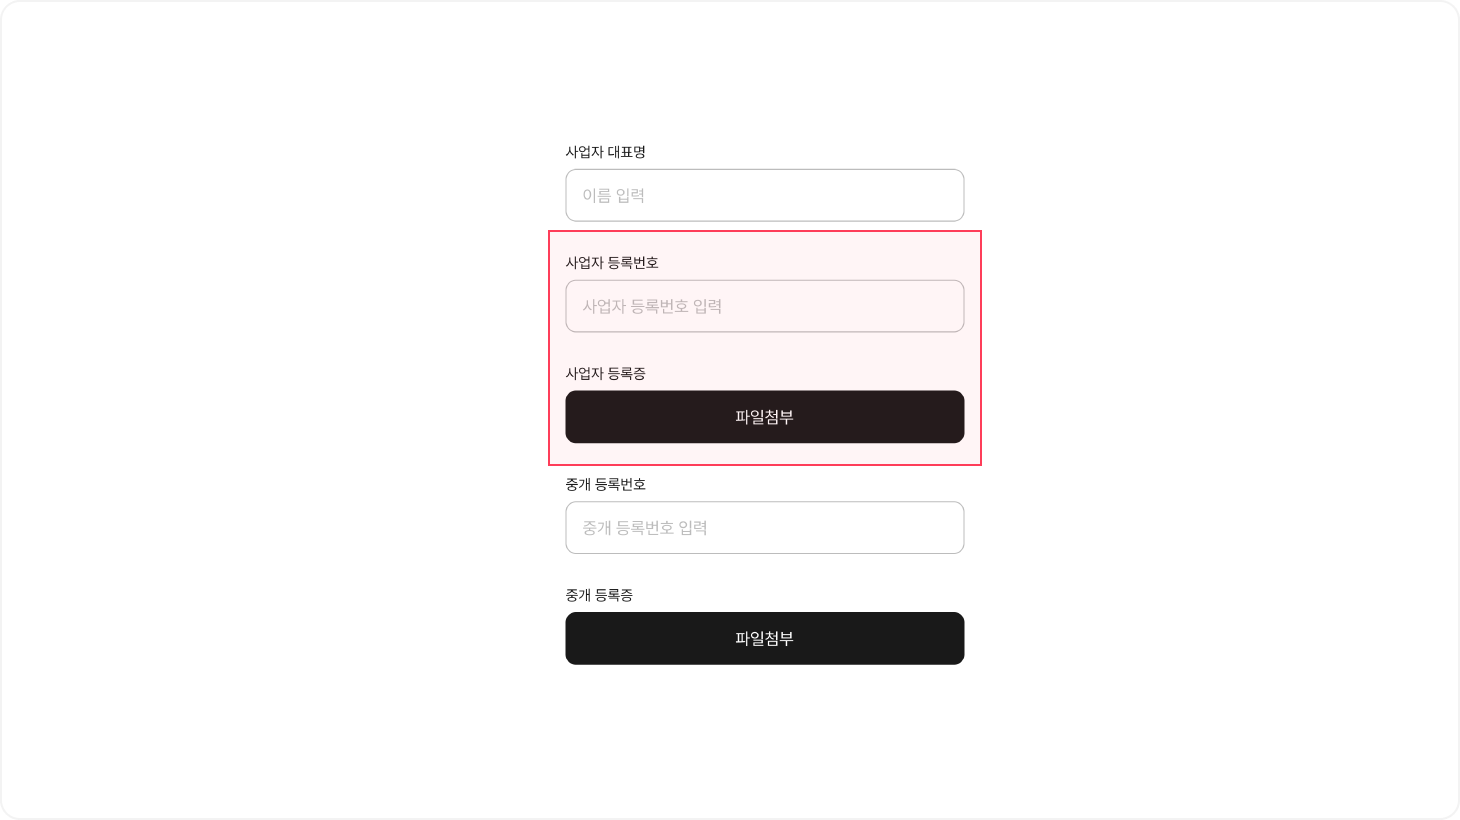 사업자 대표명
이름 입력
사업자 등록번호
사업자 등록번호 입력
사업자 등록증
파일첨부
중개 등록번호
중개 등록번호 입력
중개 등록증
파일첨부